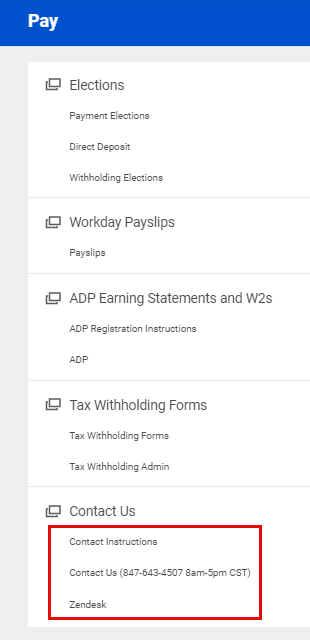 Pay
Elections
Payment Elections
Direct Deposit
Withholding Elections
Workday Payslips
Payslips
ADP Earning Statements and W2s
ADP Registration Instructions
ADP
Tax Withholding Forms
Tax Withholding Forms
Tax Withholding Admin
Contact Us
Contact Instructions
Contact Us (847-643-4507 8am-5pm CST)
Zendesk